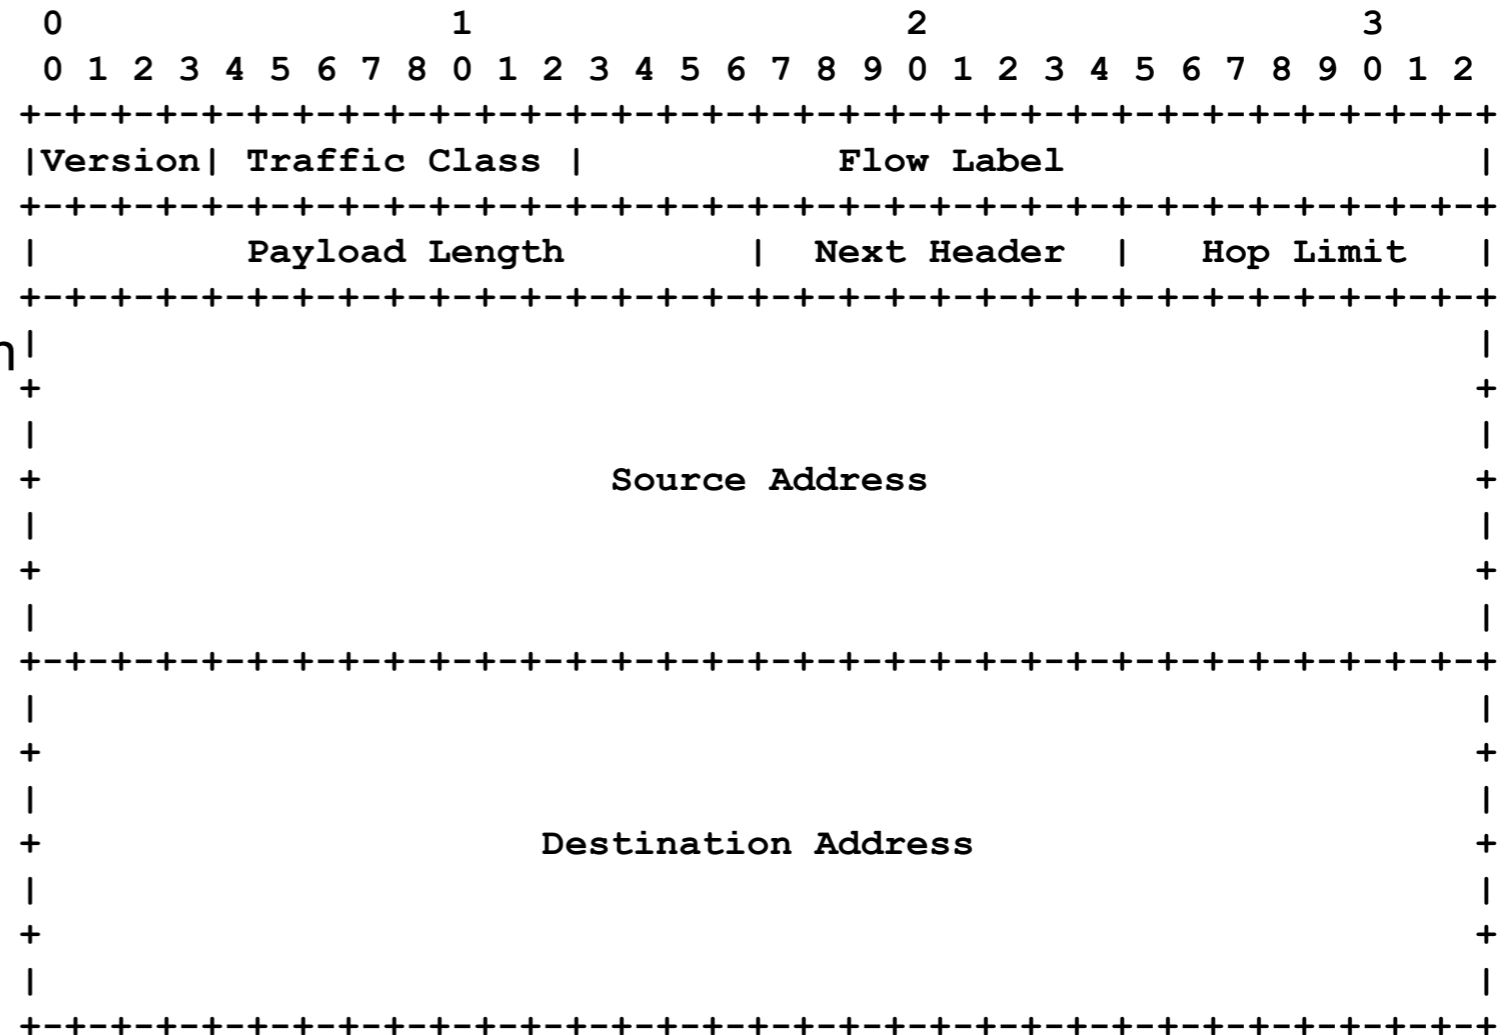 0                 1                   2                   3
0 1 2 3 4 5 6 7 8 0 1 2 3 4 5 6 7 8 9 0 1 2 3 4 5 6 7 8 9 0 1 2
+-+-+-+-+-+-+-+-+-+-+-+-+-+-+-+-+-+-+-+-+-+-+-+-+-+-+-+-+-+-+-+-+
|Version| Traffic Class |           Flow Label                  |
+-+-+-+-+-+-+-+-+-+-+-+-+-+-+-+-+-+-+-+-+-+-+-+-+-+-+-+-+-+-+-+-+
|         Payload Length        |  Next Header  |   Hop Limit   |
+-+-+-+-+-+-+-+-+-+-+-+-+-+-+-+-+-+-+-+-+-+-+-+-+-+-+-+-+-+-+-+-+
n|                                                               |
+                                                               +
|                                                               |
+                         Source Address                        +
|                                                               |
+                                                               +
|                                                               |
+-+-+-+-+-+-+-+-+-+-+-+-+-+-+-+-+-+-+-+-+-+-+-+-+-+-+-+-+-+-+-+-+
|                                                               |
+                                                               +
|                                                               |
+                      Destination Address                      +
|                                                               |
+                                                               +
|                                                               |
+-+-+-+-+-+-+-+-+-+-+-+-+-+-+-+-+-+-+-+-+-+-+-+-+-+-+-+-+-+-+-+-+